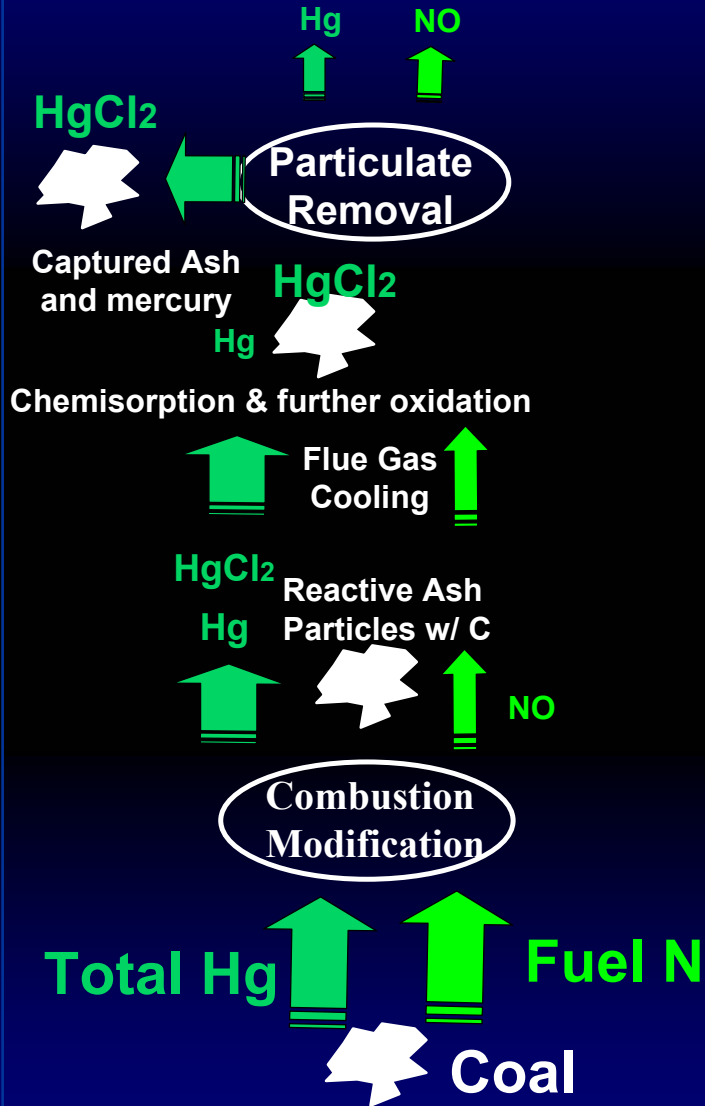 Hg NO
HgCl2
Particulate
Removal
Captured Ash
and mercury
HgCl2
Hg
Chemisorption & further oxidation
Flue Gas
Cooling
HgCl2
Reactive Ash
Hg
Particles w/ C
NO
Combustion
Modification
Total Hg
Fuel N
Coal